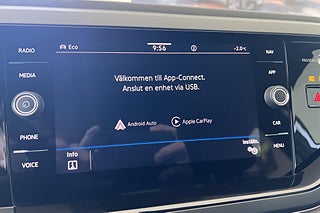 RADIO
MEDIA
PHONE
VOICE
Eco
9:56
-2.0°C
Välkommen till App-Connect.
Anslut en enhet via USB.
Android Auto
Apple CarPlay
Info
Inställn.
NAV
APP
CAR
MENU